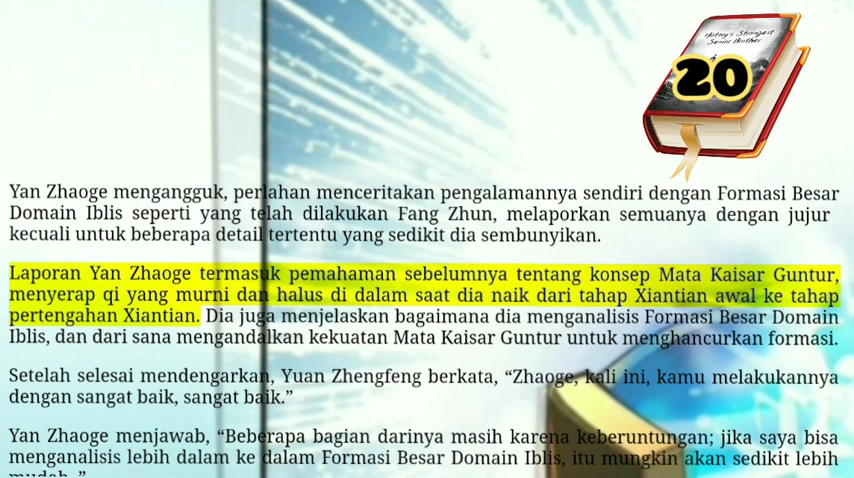 History's Strongest
Senior Brother
20
Yan Zhaoge mengangguk, perlahan menceritakan pengalamannya sendiri dengan Formasi Besar
Domain Iblis seperti yang telah dilakukan Fang Zhun, melaporkan semuanya dengan jujur
kecuali untuk beberapa detail tertentu yang sedikit dia sembunyikan.
Laporan Yan Zhaoge termasuk pemahaman sebelumnya tentang konsep Mata Kaisar Guntur,
menyerap qi yang murni dan halus di dalam saat dia naik dari tahap Xiantian awal ke tahap
pertengahan Xiantian. Dia juga menjelaskan bagaimana dia menganalisis Formasi Besar Domain
Iblis, dan dari sana mengandalkan kekuatan Mata Kaisar Guntur untuk menghancurkan formasi.
Setelah selesai mendengarkan, Yuan Zhengfeng berkata, “Zhaoge, kali ini, kamu melakukannya
dengan sangat baik, sangat baik.”
Yan Zhaoge menjawab, “Beberapa bagian darinya masih karena keberuntungan; jika saya bisa
menganalisis lebih dalam ke dalam Formasi Besar Domain Iblis, itu mungkin akan sedikit lebih